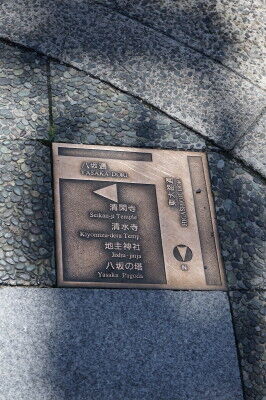 八坂通
YASAKA-DORI
清閑寺
Seikan-ji Temple
清水寺
Kiyomizu-dera Temple
地主神社
Jishu-jinja
八坂の塔
Yasaka Pagoda
N